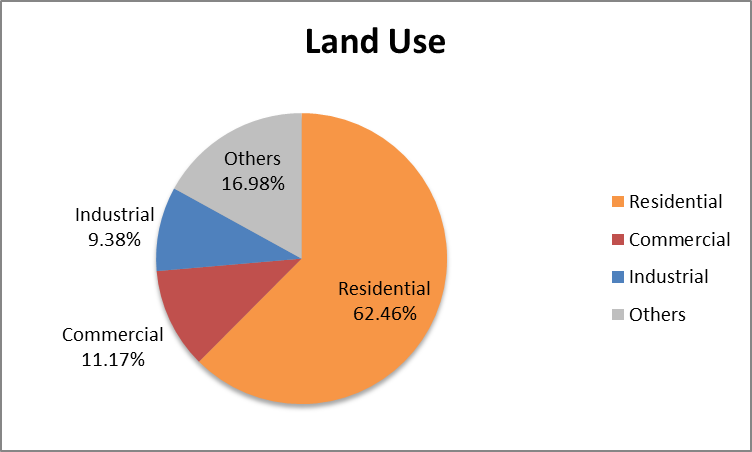 Land Use
Others
16.98%
Industrial
9.38%
Commercial
11.17%
Residential
62.46%
Residential
Commercial
Industrial
Others